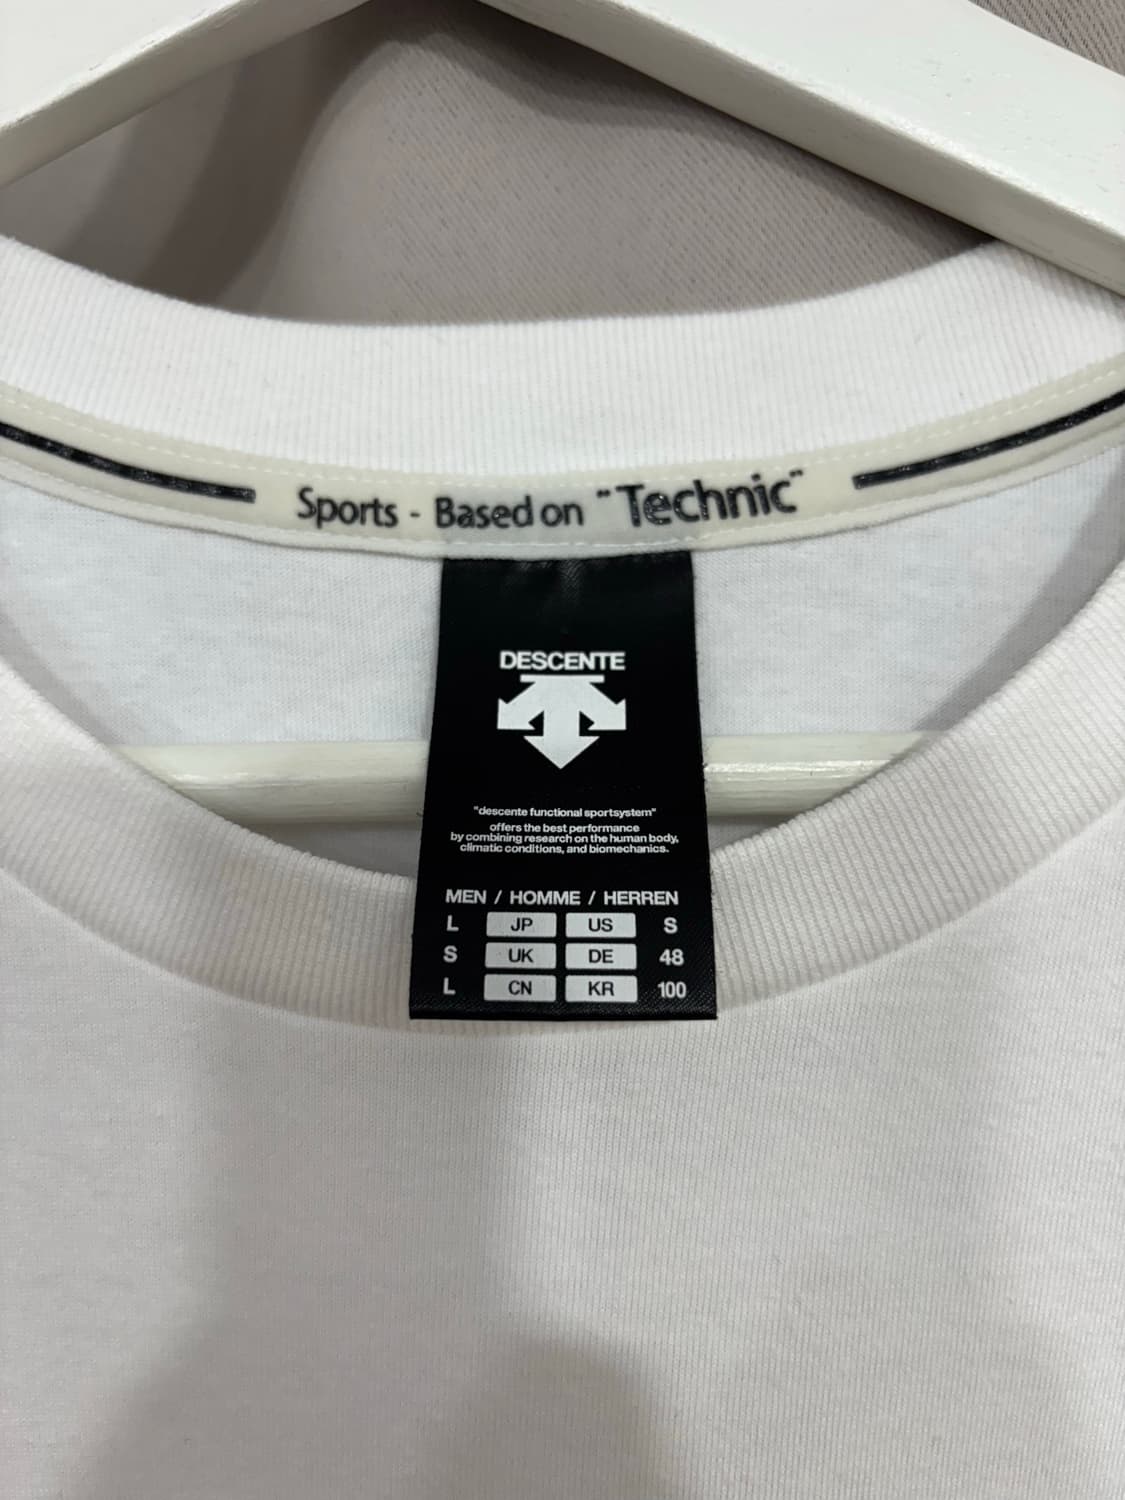 Sports - Based on "Technic"
DESCENTE
"descente functional sportsystem"
offers the best performance
by combining research on the human body,
climatic conditions, and biomechanics.
MEN / HOMME / HERREN
L JP US S
S UK DE 48
L CN KR 100